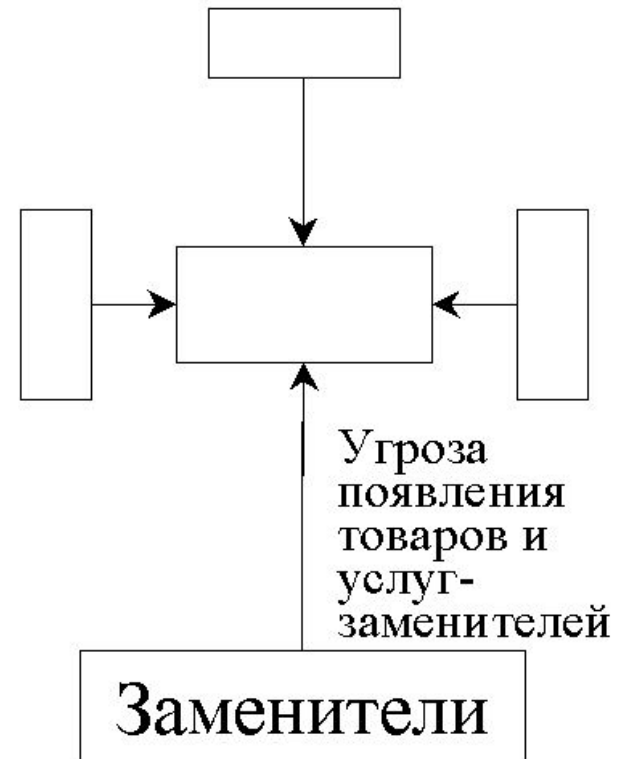 Угроза
появления
товаров и
услуг-
заменителей
Заменители